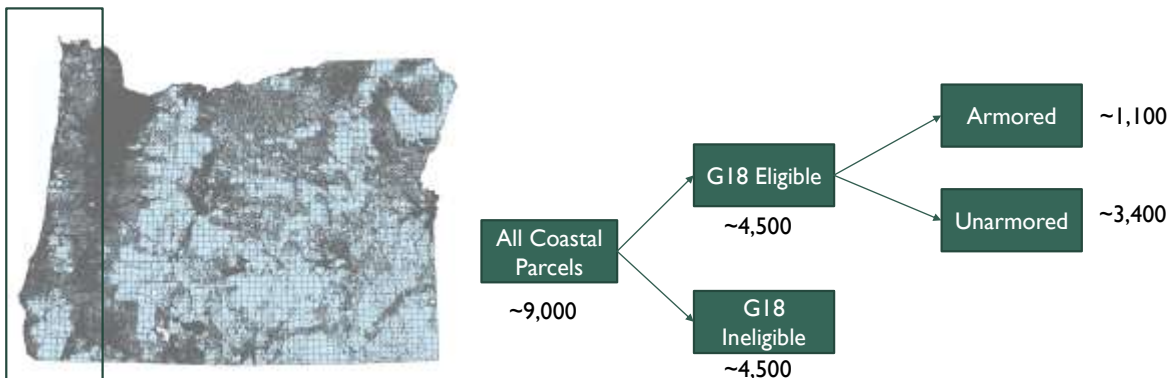 Armored
~1,100
G18 Eligible
~4,500
Unarmored
~3,400
All Coastal
Parcels
~9,000
G18
Ineligible
~4,500